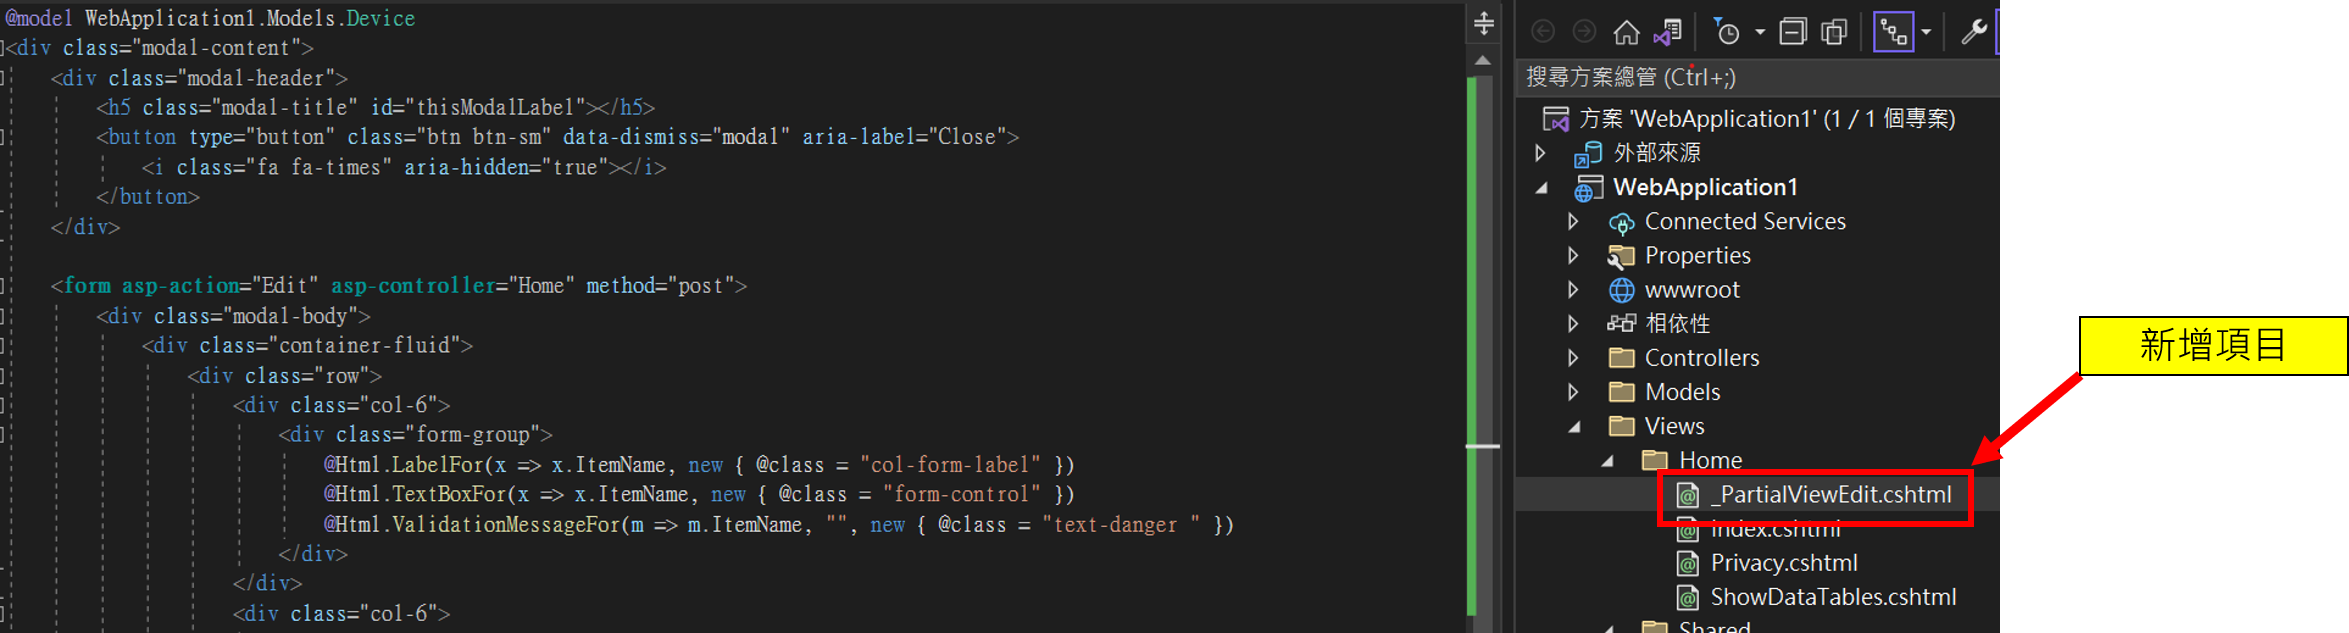 @model WebApplication1.Models.Device
<div class="modal-content">
<div class="modal-header">
<h5 class="modal-title" id="thisModalLabel"></h5>
<button type="button" class="btn btn-sm" data-dismiss="modal" aria-label="Close">
<i class="fa fa-times" aria-hidden="true"></i>
</button>
</div>
<form asp-action="Edit" asp-controller="Home" method="post">
<div class="modal-body">
<div class="container-fluid">
<div class="row">
<div class="col-6">
<div class="form-group">
@Html.LabelFor(x => x.ItemName, new { @class = "col-form-label" })
@Html.TextBoxFor(x => x.ItemName, new { @class = "form-control" })
@Html.ValidationMessageFor(m => m.ItemName, "", new { @class = "text-danger " })
</div>
</div>
<div class="col-6">
搜尋方案總管 (Ctrl+;)
方案 'WebApplication1' (1 / 1 個專案)
外部來源
WebApplication1
Connected Services
Properties
wwwroot
相依性
Controllers
Models
Views
Home
_PartialViewEdit.cshtml
Index.cshtml
Privacy.cshtml
ShowDataTables.cshtml
Shared
新增項目